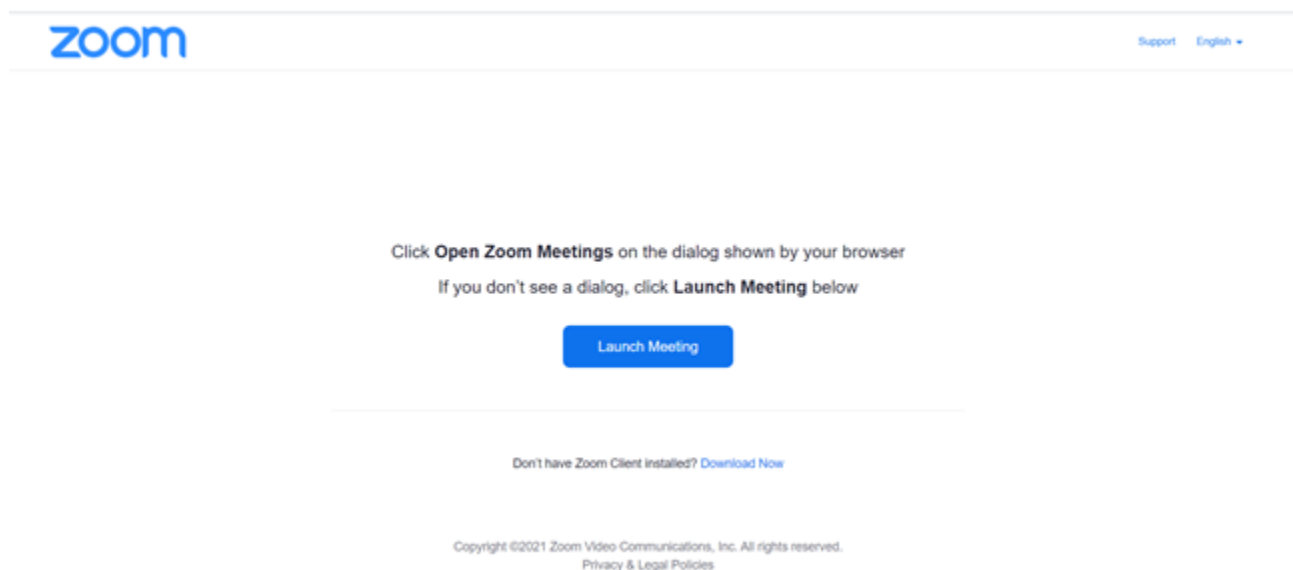 zoom
Support English
Click Open Zoom Meetings on the dialog shown by your browser
If you don't see a dialog, click Launch Meeting below
Launch Meeting
Don't have Zoom Client installed? Download Now
Copyright ©2021 Zoom Video Communications, Inc. All rights reserved.
Privacy & Legal Policies